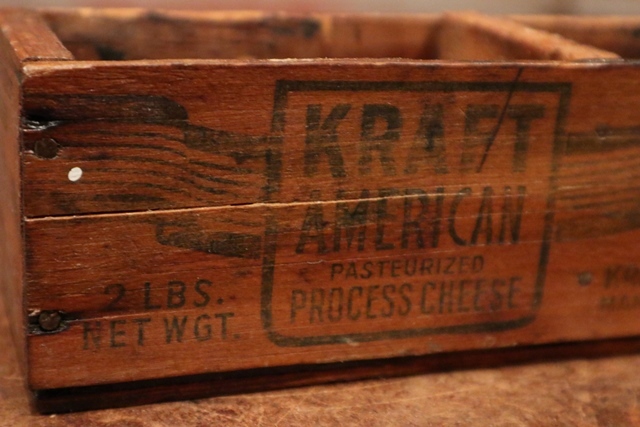 KRAFT
AMERICAN
PASTEURIZED
PROCESS CHEESE
2 LBS.
NET WGT.